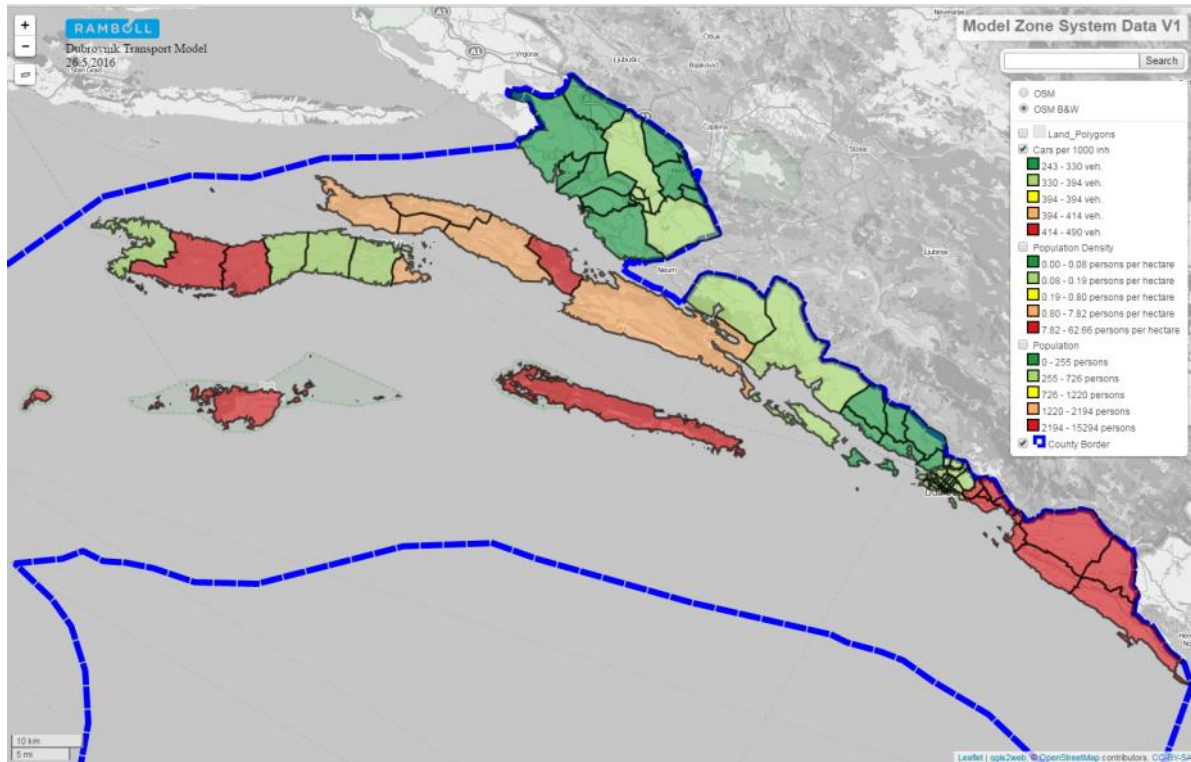 +
−
RAMBOLL
Dubrovnik Transport Model
26.5.2016
Model Zone System Data V1
Search
OSM
OSM B&W
Land_Polygons
Cars per 1000 inh
243 - 330 veh.
330 - 394 veh.
394 - 394 veh.
394 - 414 veh.
414 - 490 veh.
Population Density
0.00 - 0.08 persons per hectare
0.08 - 0.19 persons per hectare
0.19 - 0.80 persons per hectare
0.80 - 7.82 persons per hectare
7.82 - 62.66 persons per hectare
Population
0 - 255 persons
255 - 726 persons
726 - 1220 persons
1220 - 2194 persons
2194 - 15294 persons
County Border
A1
Vrgorac
A1
Ljubuški
Čitluk
Čapljina
Stolac
Neum
Ljubinje
10 km
5 mi
Leaflet | qgis2web, © OpenStreetMap contributors, CC-BY-SA